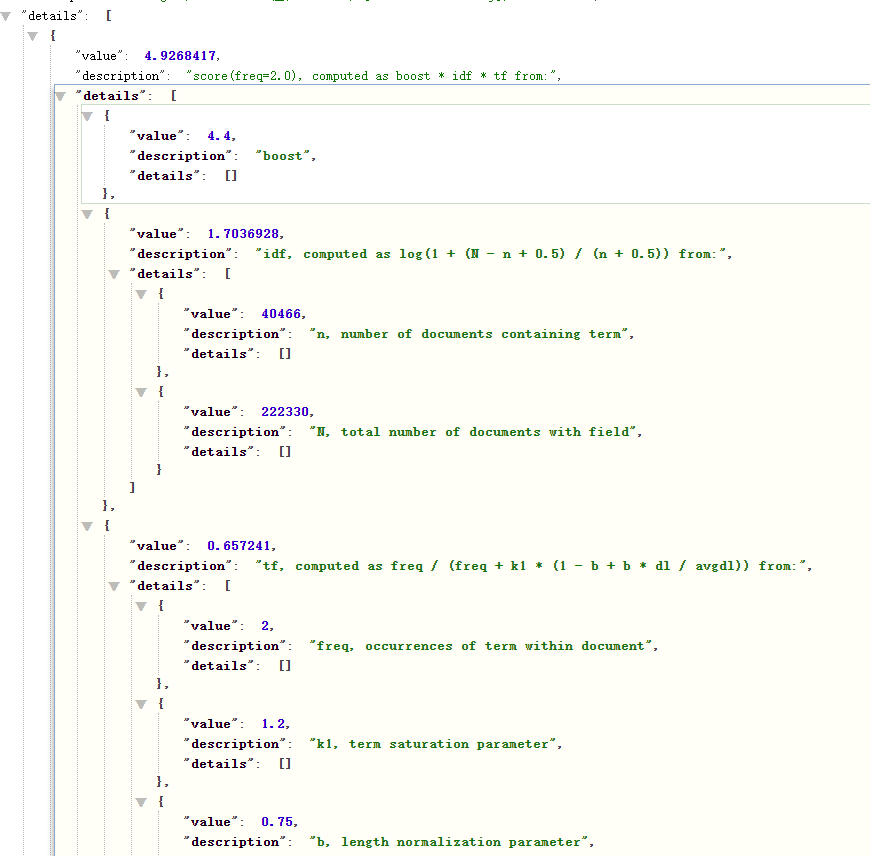 "details": [
{
"value": 4.9268417,
"description": "score(freq=2.0), computed as boost * idf * tf from:",
"details": [
{
"value": 4.4,
"description": "boost",
"details": []
},
{
"value": 1.7036928,
"description": "idf, computed as log(1 + (N - n + 0.5) / (n + 0.5)) from:",
"details": [
{
"value": 40466,
"description": "n, number of documents containing term",
"details": []
},
{
"value": 222330,
"description": "N, total number of documents with field",
"details": []
}
]
},
{
"value": 0.657241,
"description": "tf, computed as freq / (freq + k1 * (1 - b + b * dl / avgdl)) from:",
"details": [
{
"value": 2,
"description": "freq, occurrences of term within document",
"details": []
},
{
"value": 1.2,
"description": "k1, term saturation parameter",
"details": []
},
{
"value": 0.75,
"description": "b, length normalization parameter",